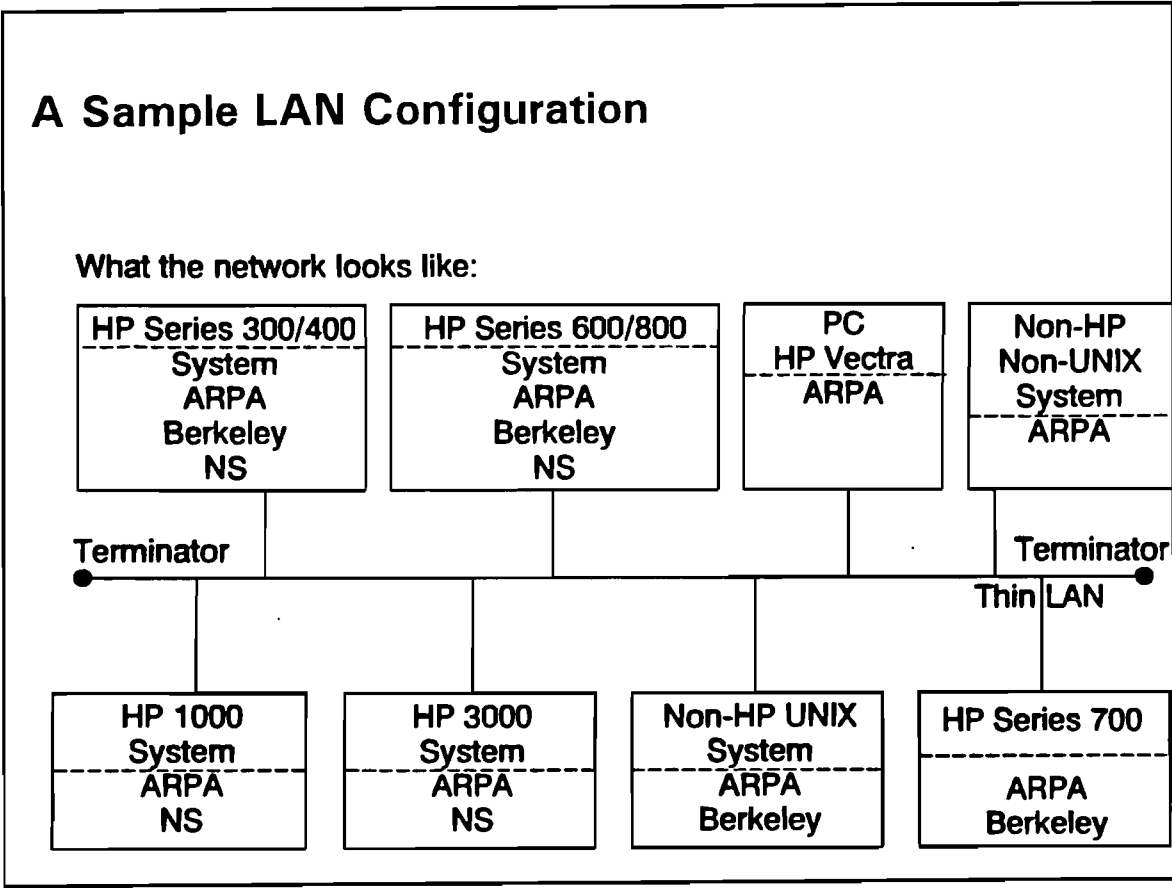 A Sample LAN Configuration
What the network looks like:
HP Series 300/400
System
ARPA
Berkeley
NS
HP Series 600/800
System
ARPA
Berkeley
NS
PC
HP Vectra
ARPA
Non-HP
Non-UNIX
System
ARPA
Terminator
Terminator
Thin LAN
HP 1000
System
ARPA
NS
HP 3000
System
ARPA
NS
Non-HP UNIX
System
ARPA
Berkeley
HP Series 700
ARPA
Berkeley